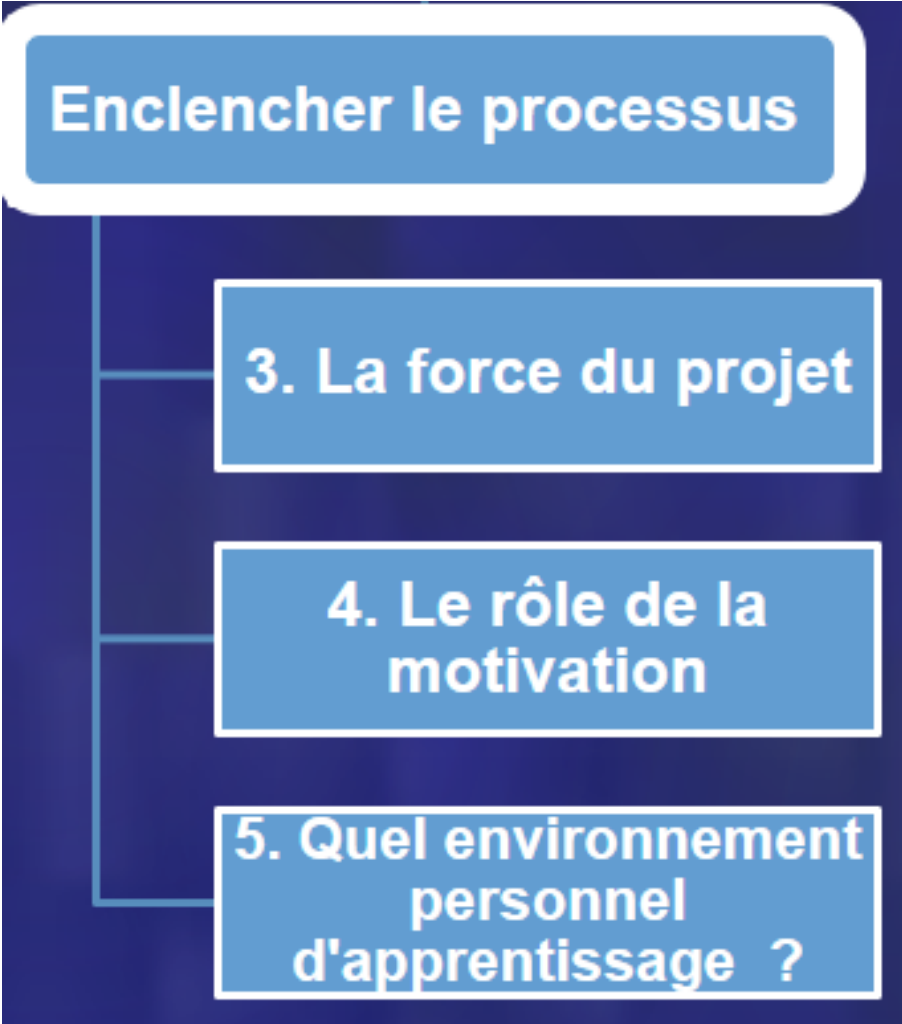 Enclencher le processus
3. La force du projet
4. Le rôle de la
motivation
5. Quel environnement
personnel
d'apprentissage ?